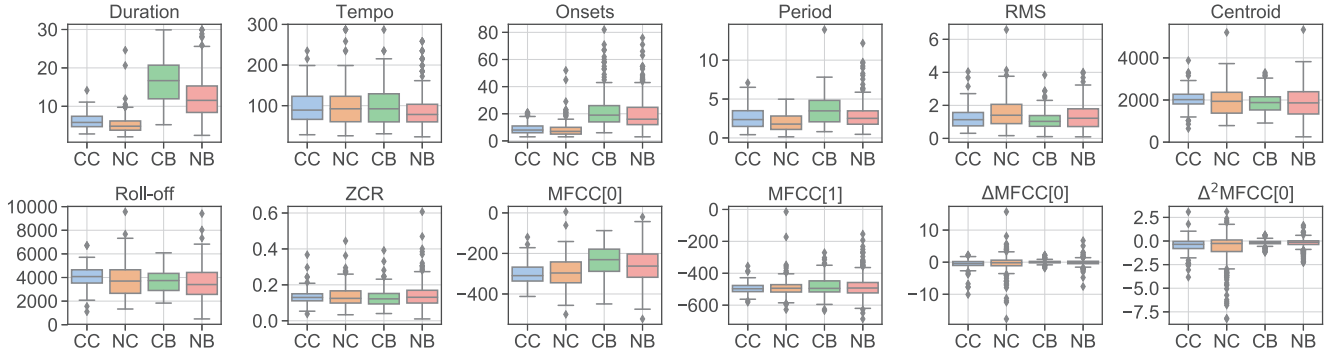 Duration Tempo Onsets Period RMS Centroid
30 20 10
300 200 100
80 60 40 20 0
10 5 0
6 4 2 0
4000 2000 0
CC NC CB NB CC NC CB NB CC NC CB NB CC NC CB NB CC NC CB NB CC NC CB NB
Roll-off ZCR MFCC[0] MFCC[1] ΔMFCC[0] Δ²MFCC[0]
10000 8000 6000 4000 2000 0
0.6 0.4 0.2 0.0
0 −200 −400
0 −200 −400 −600
10 0 −10
2.5 0.0 −2.5 −5.0 −7.5
CC NC CB NB CC NC CB NB CC NC CB NB CC NC CB NB CC NC CB NB CC NC CB NB